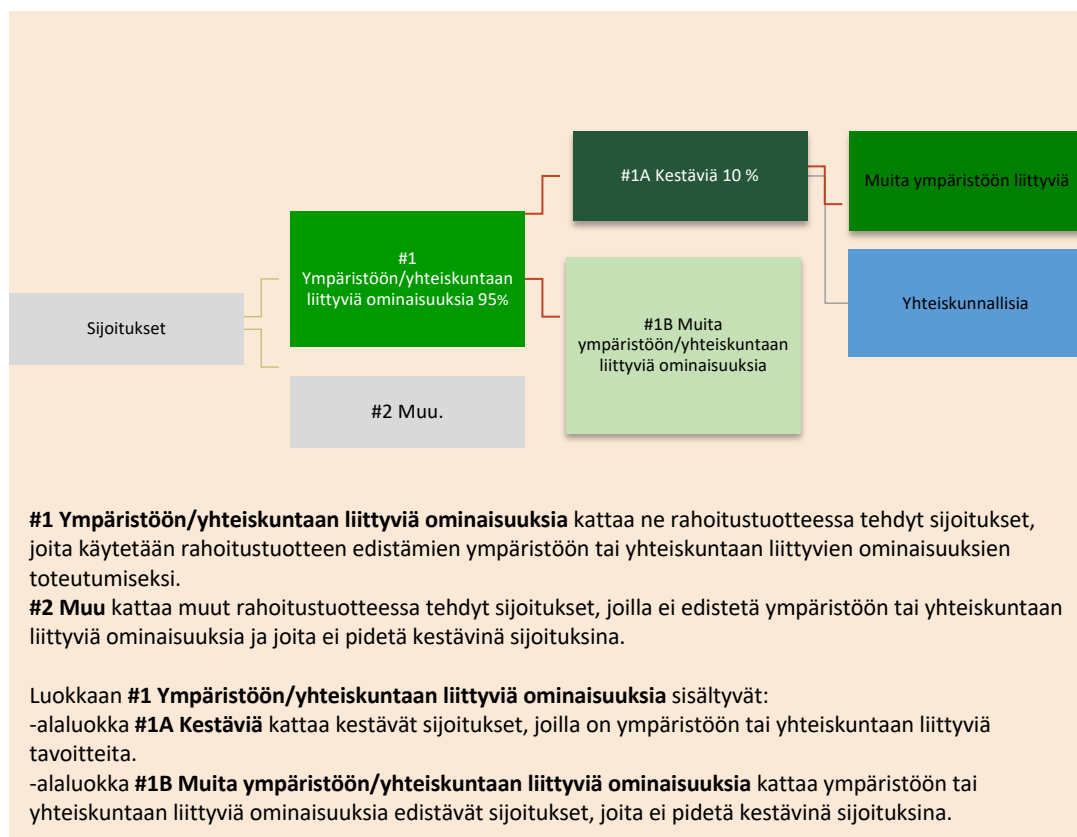 Sijoitukset
#1
Ympäristöön/yhteiskuntaan
liittyviä ominaisuuksia 95%
#2 Muu.
#1A Kestäviä 10 %
#1B Muita
ympäristöön/yhteiskuntaan
liittyviä ominaisuuksia
Muita ympäristöön liittyviä
Yhteiskunnallisia
#1 Ympäristöön/yhteiskuntaan liittyviä ominaisuuksia kattaa ne rahoitustuotteessa tehdyt sijoitukset,
joita käytetään rahoitustuotteen edistämien ympäristöön tai yhteiskuntaan liittyvien ominaisuuksien
toteutumiseksi.
#2 Muu kattaa muut rahoitustuotteessa tehdyt sijoitukset, joilla ei edistetä ympäristöön tai yhteiskuntaan
liittyviä ominaisuuksia ja joita ei pidetä kestävinä sijoituksina.
Luokkaan #1 Ympäristöön/yhteiskuntaan liittyviä ominaisuuksia sisältyvät:
-alaluokka #1A Kestäviä kattaa kestävät sijoitukset, joilla on ympäristöön tai yhteiskuntaan liittyviä
tavoitteita.
-alaluokka #1B Muita ympäristöön/yhteiskuntaan liittyviä ominaisuuksia kattaa ympäristöön tai
yhteiskuntaan liittyviä ominaisuuksia edistävät sijoitukset, joita ei pidetä kestävinä sijoituksina.